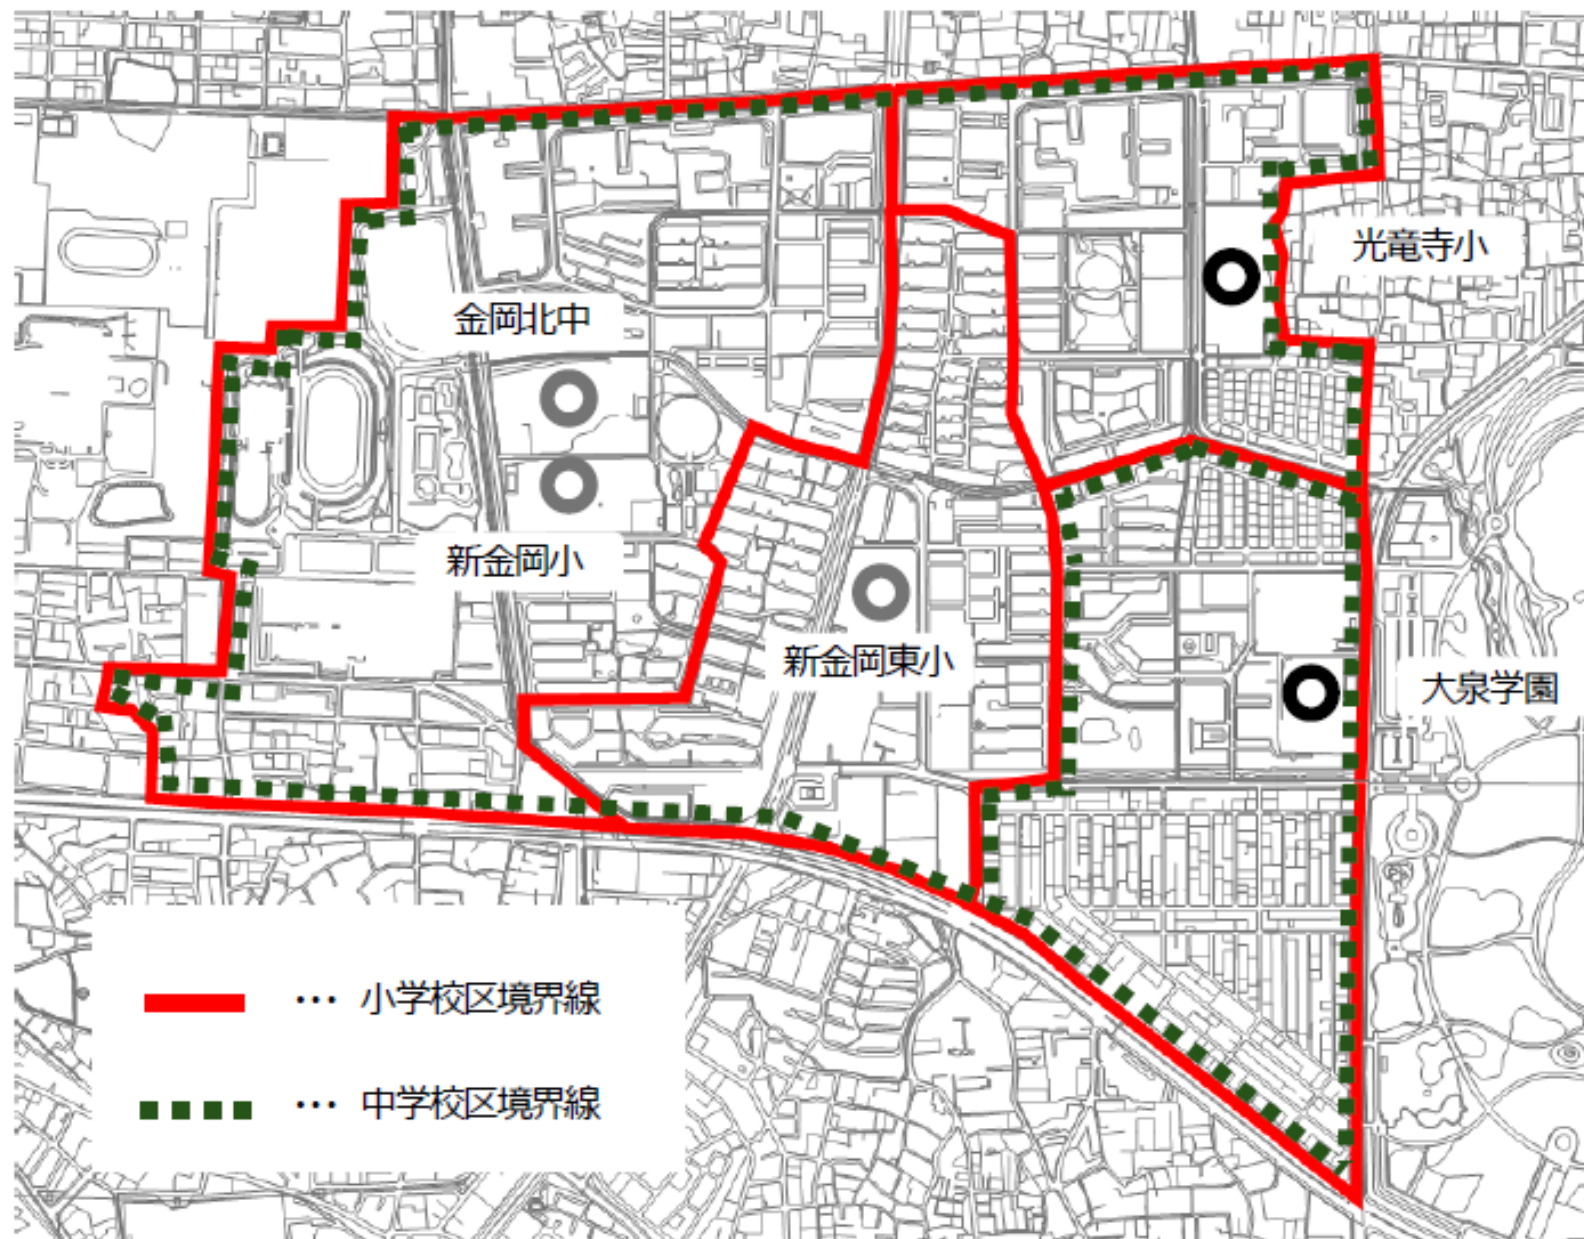 光竜寺小
金岡北中
新金岡小
新金岡東小
大泉学園
… 小学校区境界線
… 中学校区境界線